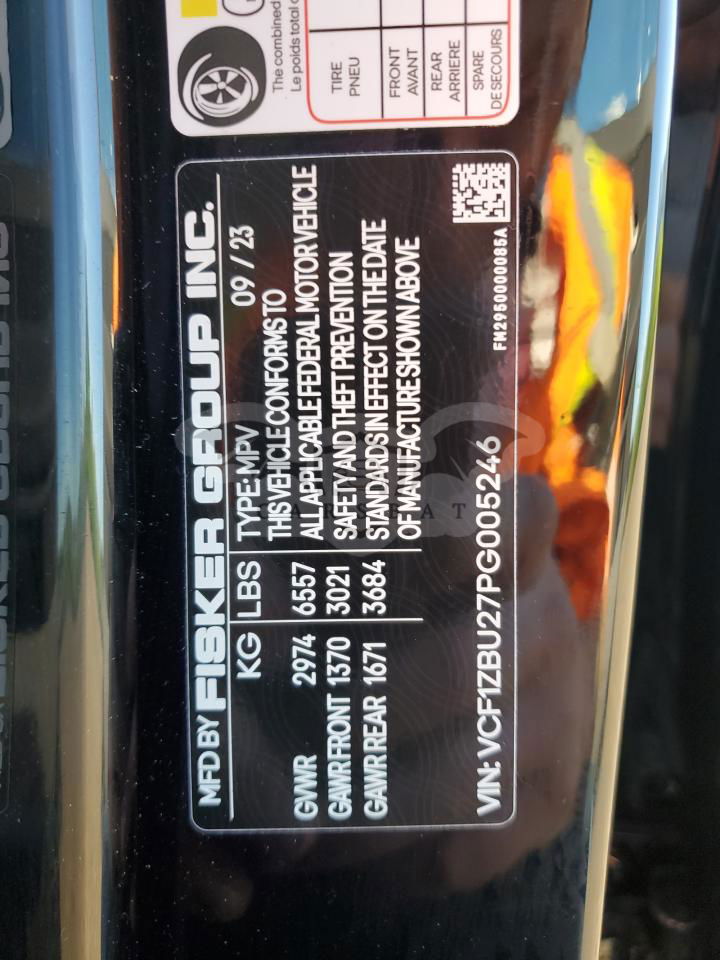 The combined
Le poids total c
TIRE
PNEU
FRONT
AVANT
REAR
ARRIERE
SPARE
DE SECOURS
MFD BY FISKER GROUP INC.
KG LBS TYPE: MPV 09 / 23
GVWR 2974 6557
GAWR FRONT 1370 3021
GAWR REAR 1671 3684
THIS VEHICLE CONFORMS TO
ALL APPLICABLE FEDERAL MOTOR VEHICLE
SAFETY AND THEFT PREVENTION
STANDARDS IN EFFECT ON THE DATE
OF MANUFACTURE SHOWN ABOVE
VIN: VCF1ZBU27PG005246
FM2950000085A